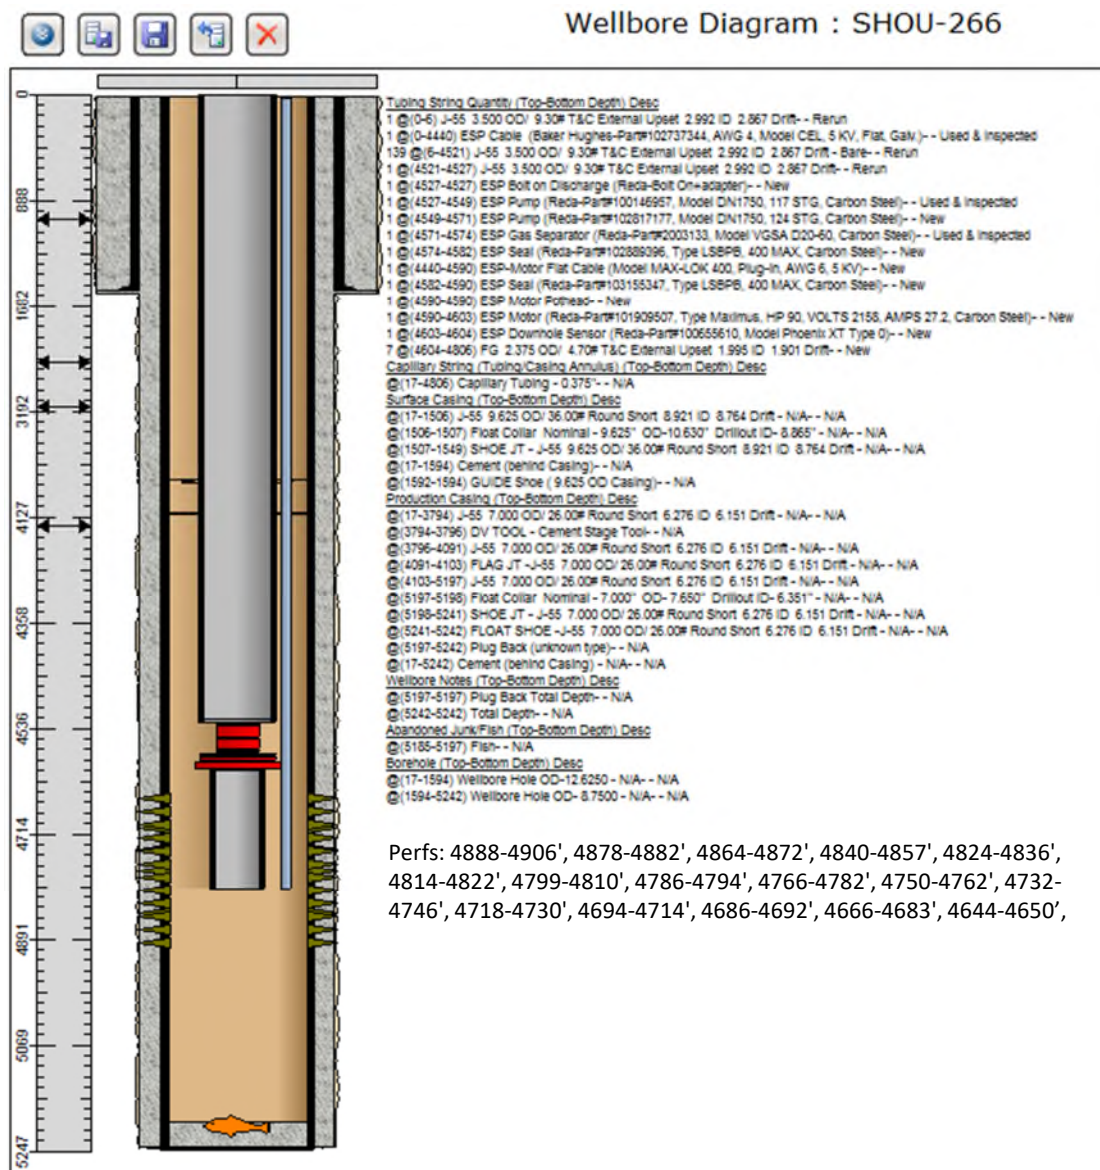 Wellbore Diagram : SHOU-266
Tubing String Quantity (Top-Bottom Depth) Desc
1 @(0-6) J-55 3.500 OD/ 9.30# T&C External Upset 2.992 ID 2.867 Drift- - Rerun
1 @(0-4440) ESP Cable (Baker Hughes-Part#102737344, AWG 4, Model CEL, 5 KV, Flat, Galv.)- - Used & Inspected
139 @(6-4521) J-55 3.500 OD/ 9.30# T&C External Upset 2.992 ID 2.867 Drift - Bare- - Rerun
1 @(4521-4527) J-55 3.500 OD/ 9.30# T&C External Upset 2.992 ID 2.867 Drift- - Rerun
1 @(4527-4527) ESP Bolt on Discharge (Reda-Bolt On+adapter)- - New
1 @(4527-4549) ESP Pump (Reda-Part#100146957, Model DN1750, 117 STG, Carbon Steel)- - Used & Inspected
1 @(4549-4571) ESP Pump (Reda-Part#102817177, Model DN1750, 124 STG, Carbon Steel)- - New
1 @(4571-4574) ESP Gas Separator (Reda-Part#2003133, Model VGSA D20-60, Carbon Steel)- - Used & Inspected
1 @(4574-4582) ESP Seal (Reda-Part#102889396, Type LSBPB, 400 MAX, Carbon Steel)- - New
1 @(4440-4590) ESP-Motor Flat Cable (Model MAX-LOK 400, Plug-In, AWG 6, 5 KV)- - New
1 @(4582-4590) ESP Seal (Reda-Part#103155347, Type LSBPB, 400 MAX, Carbon Steel)- - New
1 @(4590-4590) ESP Motor Pothead- - New
1 @(4590-4603) ESP Motor (Reda-Part#101909507, Type Maximus, HP 90, VOLTS 2158, AMPS 27.2, Carbon Steel)- - New
1 @(4603-4604) ESP Downhole Sensor (Reda-Part#100655610, Model Phoenix XT Type 0)- - New
7 @(4604-4806) FG 2.375 OD/ 4.70# T&C External Upset 1.995 ID 1.901 Drift- - New
Capillary String (Tubing/Casing Annulus) (Top-Bottom Depth) Desc
@(17-4806) Capillary Tubing - 0.375"- - N/A
Surface Casing (Top-Bottom Depth) Desc
@(17-1506) J-55 9.625 OD/ 36.00# Round Short 8.921 ID 8.764 Drift - N/A- - N/A
@(1506-1507) Float Collar Nominal - 9.625" OD-10.630" Drillout ID- 8.865" - N/A- - N/A
@(1507-1549) SHOE JT - J-55 9.625 OD/ 36.00# Round Short 8.921 ID 8.764 Drift - N/A- - N/A
@(17-1594) Cement (behind Casing)- - N/A
@(1592-1594) GUIDE Shoe ( 9.625 OD Casing)- - N/A
Production Casing (Top-Bottom Depth) Desc
@(17-3794) J-55 7.000 OD/ 26.00# Round Short 6.276 ID 6.151 Drift - N/A- - N/A
@(3794-3796) DV TOOL - Cement Stage Tool- - N/A
@(3796-4091) J-55 7.000 OD/ 26.00# Round Short 6.276 ID 6.151 Drift - N/A- - N/A
@(4091-4103) FLAG JT -J-55 7.000 OD/ 26.00# Round Short 6.276 ID 6.151 Drift - N/A- - N/A
@(4103-5197) J-55 7.000 OD/ 26.00# Round Short 6.276 ID 6.151 Drift - N/A- - N/A
@(5197-5198) Float Collar Nominal - 7.000" OD- 7.650" Drillout ID- 6.351" - N/A- - N/A
@(5198-5241) SHOE JT - J-55 7.000 OD/ 26.00# Round Short 6.276 ID 6.151 Drift - N/A- - N/A
@(5241-5242) FLOAT SHOE -J-55 7.000 OD/ 26.00# Round Short 6.276 ID 6.151 Drift - N/A- - N/A
@(5197-5242) Plug Back (unknown type)- - N/A
@(17-5242) Cement (behind Casing) - N/A- - N/A
Wellbore Notes (Top-Bottom Depth) Desc
@(5197-5197) Plug Back Total Depth- - N/A
@(5242-5242) Total Depth- - N/A
Abandoned Junk/Fish (Top-Bottom Depth) Desc
@(5185-5197) Fish- - N/A
Borehole (Top-Bottom Depth) Desc
@(17-1594) Wellbore Hole OD-12.6250 - N/A- - N/A
@(1594-5242) Wellbore Hole OD- 8.7500 - N/A- - N/A
Perfs: 4888-4906', 4878-4882', 4864-4872', 4840-4857', 4824-4836',
4814-4822', 4799-4810', 4786-4794', 4766-4782', 4750-4762', 4732-
4746', 4718-4730', 4694-4714', 4686-4692', 4666-4683', 4644-4650’,
0
888
1682
3192
4127
4358
4536
4714
4891
5069
5247